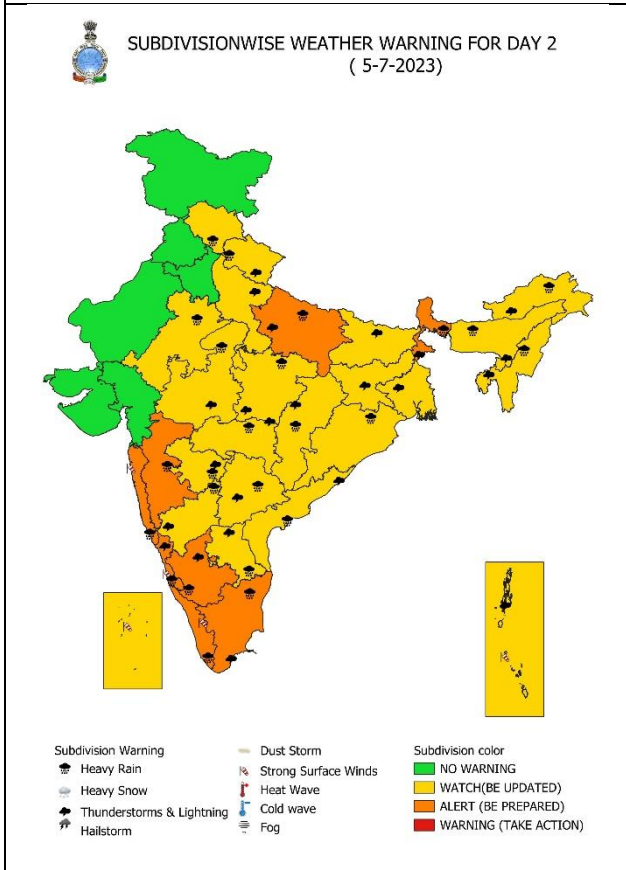 SUBDIVISIONWISE WEATHER WARNING FOR DAY 2
( 5-7-2023)
Subdivision Warning
Heavy Rain
Heavy Snow
Thunderstorms & Lightning
Hailstorm
Dust Storm
Strong Surface Winds
Heat Wave
Cold wave
Fog
Subdivision color
NO WARNING
WATCH(BE UPDATED)
ALERT (BE PREPARED)
WARNING (TAKE ACTION)